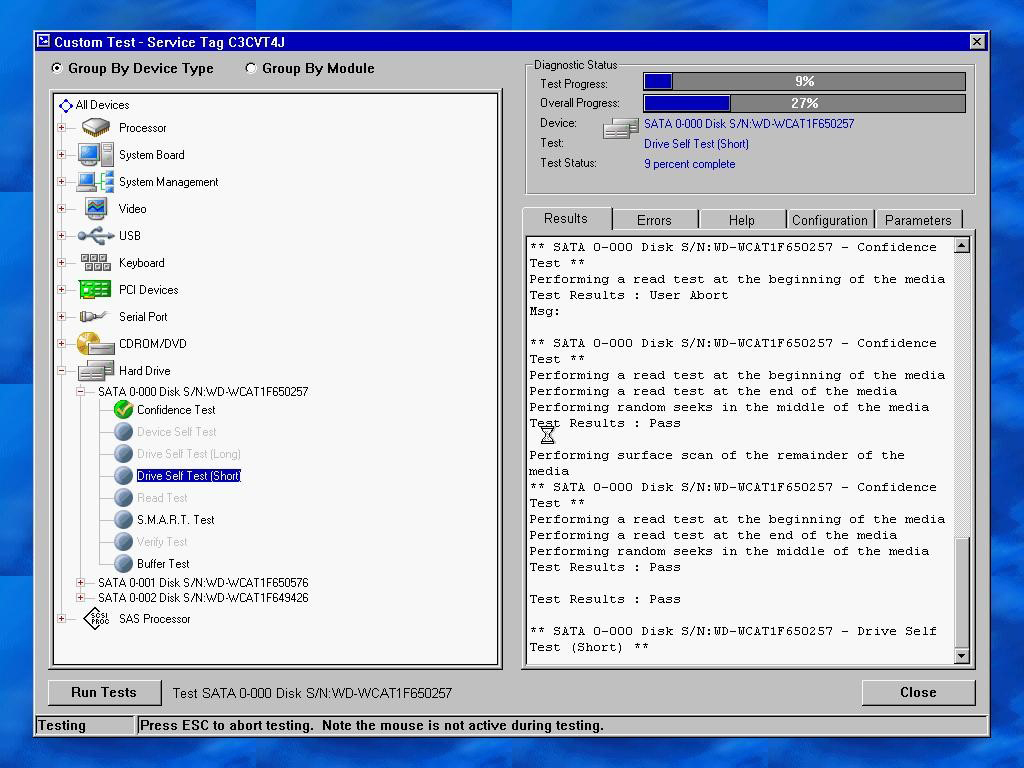 Custom Test - Service Tag C3CVT4J
Group By Device Type
Group By Module
All Devices
Processor
System Board
System Management
Video
USB
Keyboard
PCI Devices
Serial Port
CDROM/DVD
Hard Drive
SATA 0-000 Disk S/N:WD-WCAT1F650257
Confidence Test
Device Self Test
Drive Self Test (Long)
Drive Self Test (Short)
Read Test
S.M.A.R.T. Test
Verify Test
Buffer Test
SATA 0-001 Disk S/N:WD-WCAT1F650576
SATA 0-002 Disk S/N:WD-WCAT1F649426
SCSI
PROC
SAS Processor
Diagnostic Status
Test Progress: 9%
Overall Progress: 27%
Device: SATA 0-000 Disk S/N:WD-WCAT1F650257
Test: Drive Self Test (Short)
Test Status: 9 percent complete
Results Errors Help Configuration Parameters
** SATA 0-000 Disk S/N:WD-WCAT1F650257 - Confidence
Test **
Performing a read test at the beginning of the media
Test Results : User Abort
Msg:
** SATA 0-000 Disk S/N:WD-WCAT1F650257 - Confidence
Test **
Performing a read test at the beginning of the media
Performing a read test at the end of the media
Performing random seeks in the middle of the media
Test Results : Pass
Performing surface scan of the remainder of the
media
** SATA 0-000 Disk S/N:WD-WCAT1F650257 - Confidence
Test **
Performing a read test at the beginning of the media
Performing a read test at the end of the media
Performing random seeks in the middle of the media
Test Results : Pass
Test Results : Pass
** SATA 0-000 Disk S/N:WD-WCAT1F650257 - Drive Self
Test (Short) **
Run Tests
Test SATA 0-000 Disk S/N:WD-WCAT1F650257
Close
Testing
Press ESC to abort testing. Note the mouse is not active during testing.